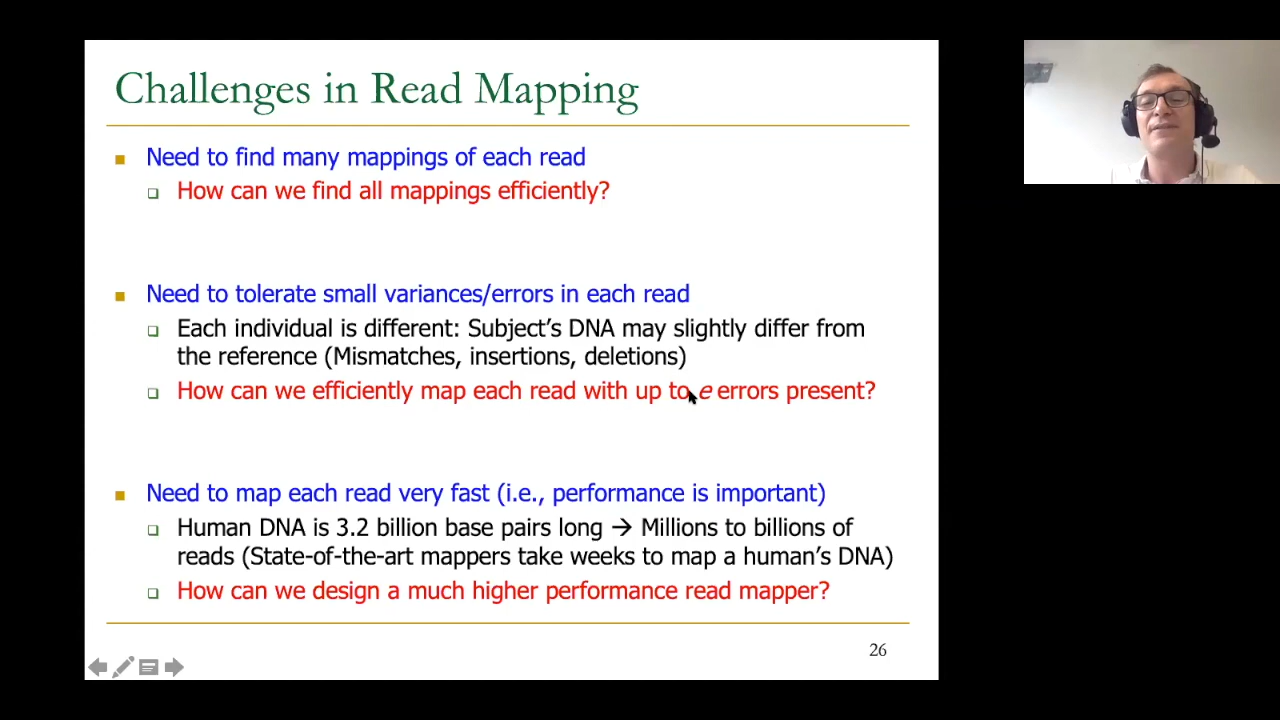 Challenges in Read Mapping
Need to find many mappings of each read
How can we find all mappings efficiently?
Need to tolerate small variances/errors in each read
Each individual is different: Subject's DNA may slightly differ from
the reference (Mismatches, insertions, deletions)
How can we efficiently map each read with up to e errors present?
Need to map each read very fast (i.e., performance is important)
Human DNA is 3.2 billion base pairs long → Millions to billions of
reads (State-of-the-art mappers take weeks to map a human's DNA)
How can we design a much higher performance read mapper?
26